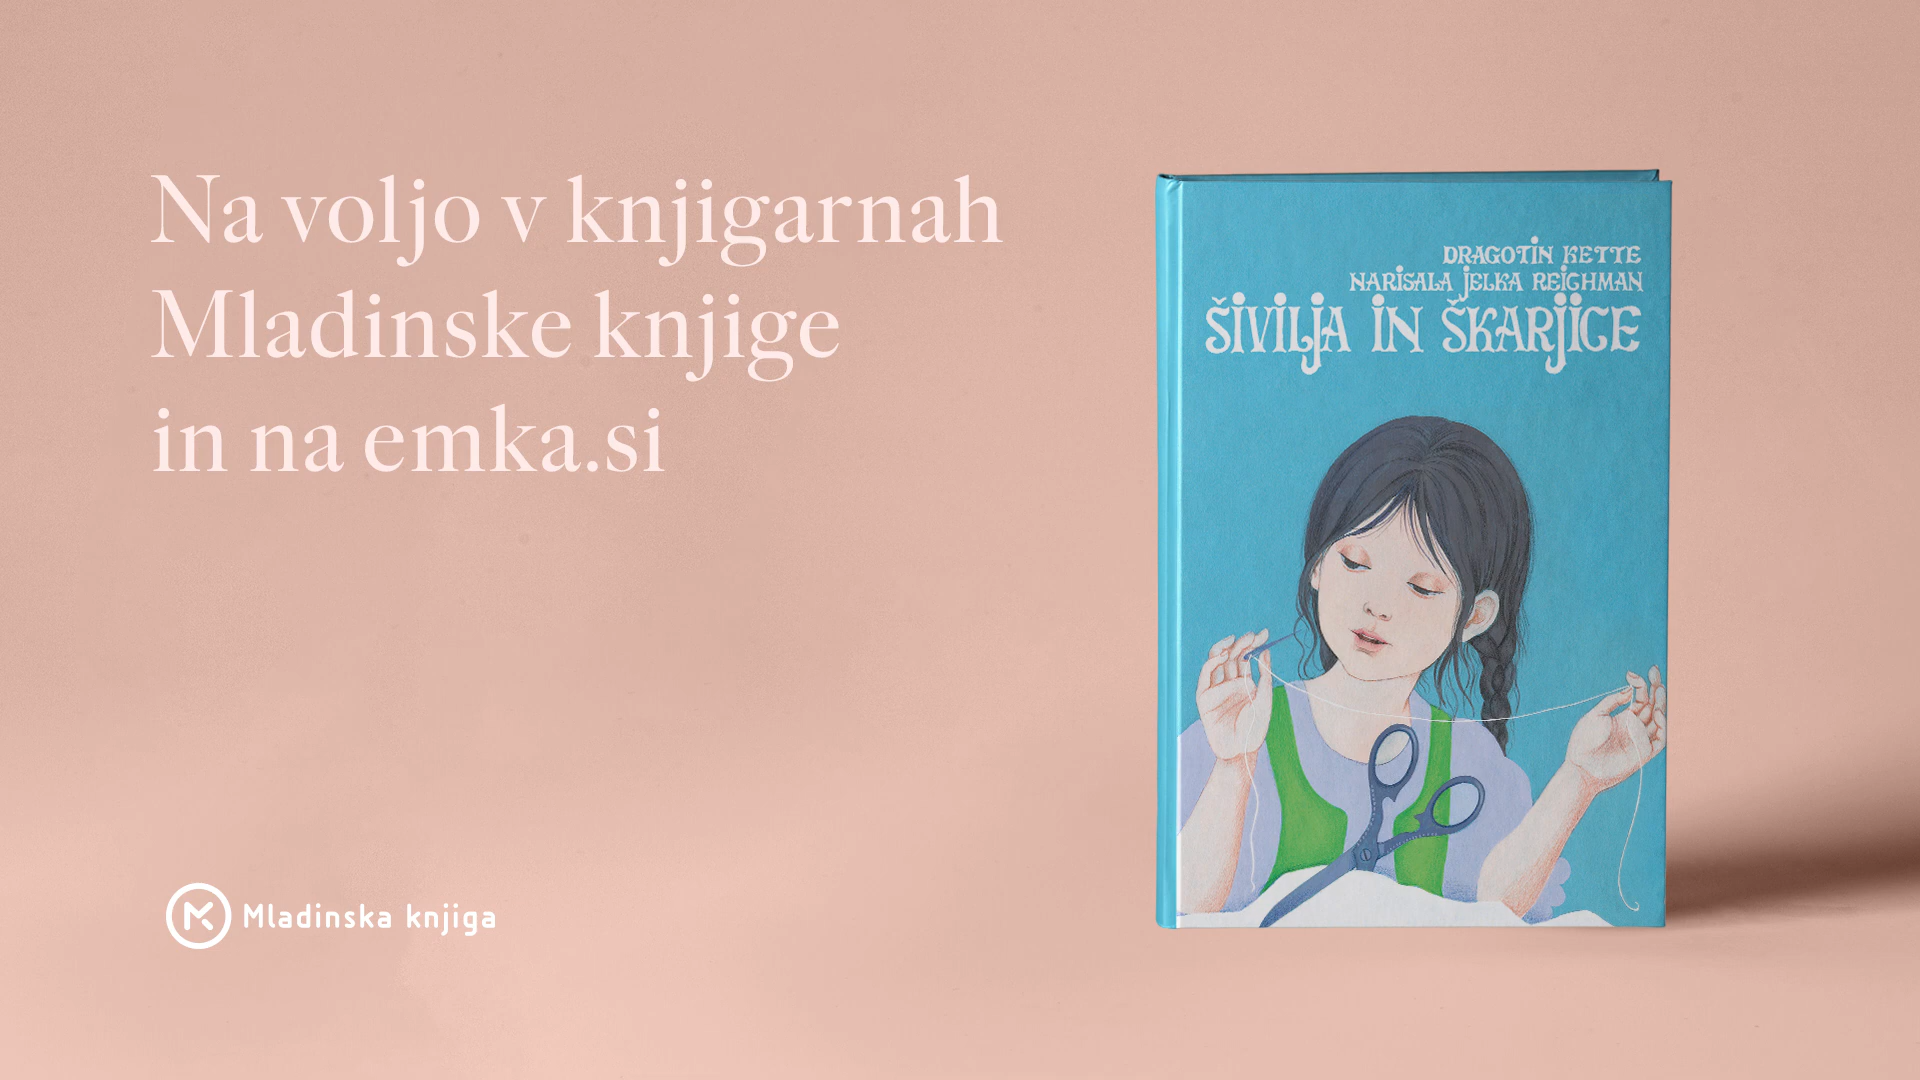 Na voljo v knjigarnah
Mladinske knjige
in na emka.si
DRAGOTIN KETTE
NARISALA JELKA REICHMAN
ŠIVILJA IN ŠKARJICE
Mladinska knjiga